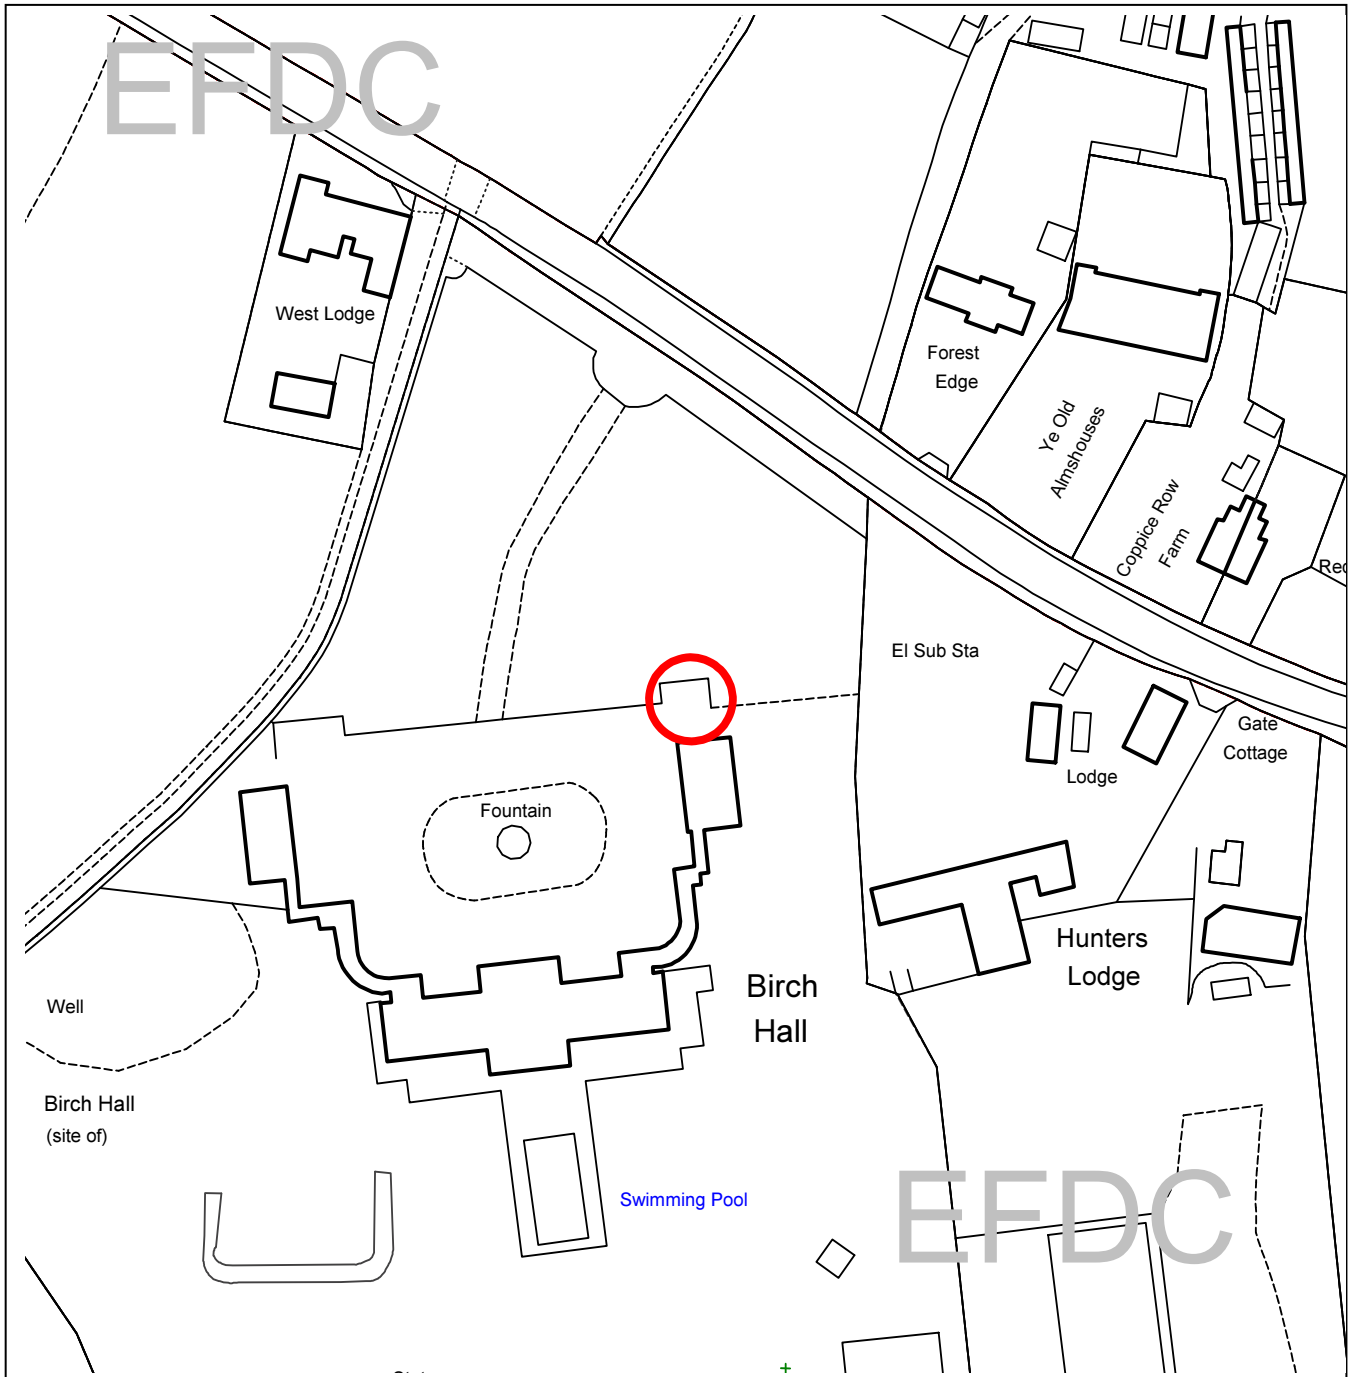 EFDC
West Lodge
Forest
Edge
Ye Old
Almshouses
Coppice Row
Farm
El Sub Sta
Gate
Cottage
Lodge
Fountain
Hunters
Lodge
Birch
Hall
Well
Birch Hall
(site of)
Swimming Pool
EFDC